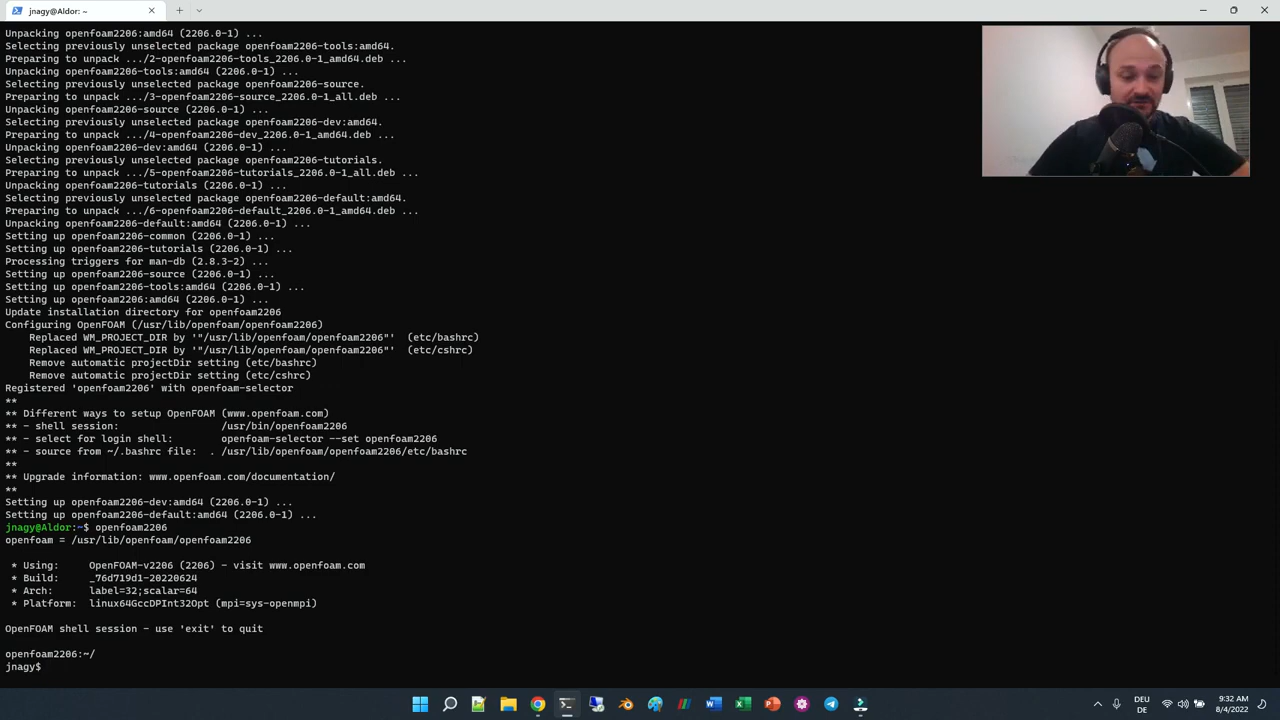 jnagy@Aldor: ~
Unpacking openfoam2206:amd64 (2206.0-1) ...
Selecting previously unselected package openfoam2206-tools:amd64.
Preparing to unpack .../2-openfoam2206-tools_2206.0-1_amd64.deb ...
Unpacking openfoam2206-tools:amd64 (2206.0-1) ...
Selecting previously unselected package openfoam2206-source.
Preparing to unpack .../3-openfoam2206-source_2206.0-1_all.deb ...
Unpacking openfoam2206-source (2206.0-1) ...
Selecting previously unselected package openfoam2206-dev:amd64.
Preparing to unpack .../4-openfoam2206-dev_2206.0-1_amd64.deb ...
Unpacking openfoam2206-dev:amd64 (2206.0-1) ...
Selecting previously unselected package openfoam2206-tutorials.
Preparing to unpack .../5-openfoam2206-tutorials_2206.0-1_all.deb ...
Unpacking openfoam2206-tutorials (2206.0-1) ...
Selecting previously unselected package openfoam2206-default:amd64.
Preparing to unpack .../6-openfoam2206-default_2206.0-1_amd64.deb ...
Unpacking openfoam2206-default:amd64 (2206.0-1) ...
Setting up openfoam2206-common (2206.0-1) ...
Setting up openfoam2206-tutorials (2206.0-1) ...
Processing triggers for man-db (2.8.3-2) ...
Setting up openfoam2206-source (2206.0-1) ...
Setting up openfoam2206-tools:amd64 (2206.0-1) ...
Setting up openfoam2206:amd64 (2206.0-1) ...
Update installation directory for openfoam2206
Configuring OpenFOAM (/usr/lib/openfoam/openfoam2206)
Replaced WM_PROJECT_DIR by '"/usr/lib/openfoam/openfoam2206"' (etc/bashrc)
Replaced WM_PROJECT_DIR by '"/usr/lib/openfoam/openfoam2206"' (etc/cshrc)
Remove automatic projectDir setting (etc/bashrc)
Remove automatic projectDir setting (etc/cshrc)
Registered 'openfoam2206' with openfoam-selector
**
** Different ways to setup OpenFOAM (www.openfoam.com)
** - shell session: /usr/bin/openfoam2206
** - select for login shell: openfoam-selector --set openfoam2206
** - source from ~/.bashrc file: . /usr/lib/openfoam/openfoam2206/etc/bashrc
**
** Upgrade information: www.openfoam.com/documentation/
**
Setting up openfoam2206-dev:amd64 (2206.0-1) ...
Setting up openfoam2206-default:amd64 (2206.0-1) ...
jnagy@Aldor:~$ openfoam2206
openfoam = /usr/lib/openfoam/openfoam2206
* Using: OpenFOAM-v2206 (2206) - visit www.openfoam.com
* Build: _76d719d1-20220624
* Arch: label=32;scalar=64
* Platform: linux64GccDPInt32Opt (mpi=sys-openmpi)
OpenFOAM shell session - use 'exit' to quit
openfoam2206:~/
jnagy$
DEU
DE
9:32 AM
8/4/2022